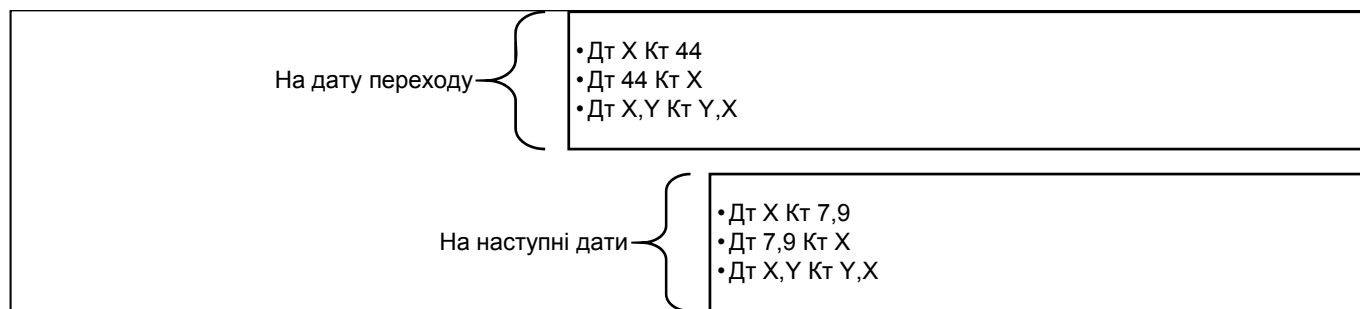 На дату переходу
•Дт X Кт 44
•Дт 44 Кт X
•Дт X,Y Кт Y,X
На наступні дати
•Дт X Кт 7,9
•Дт 7,9 Кт X
•Дт X,Y Кт Y,X